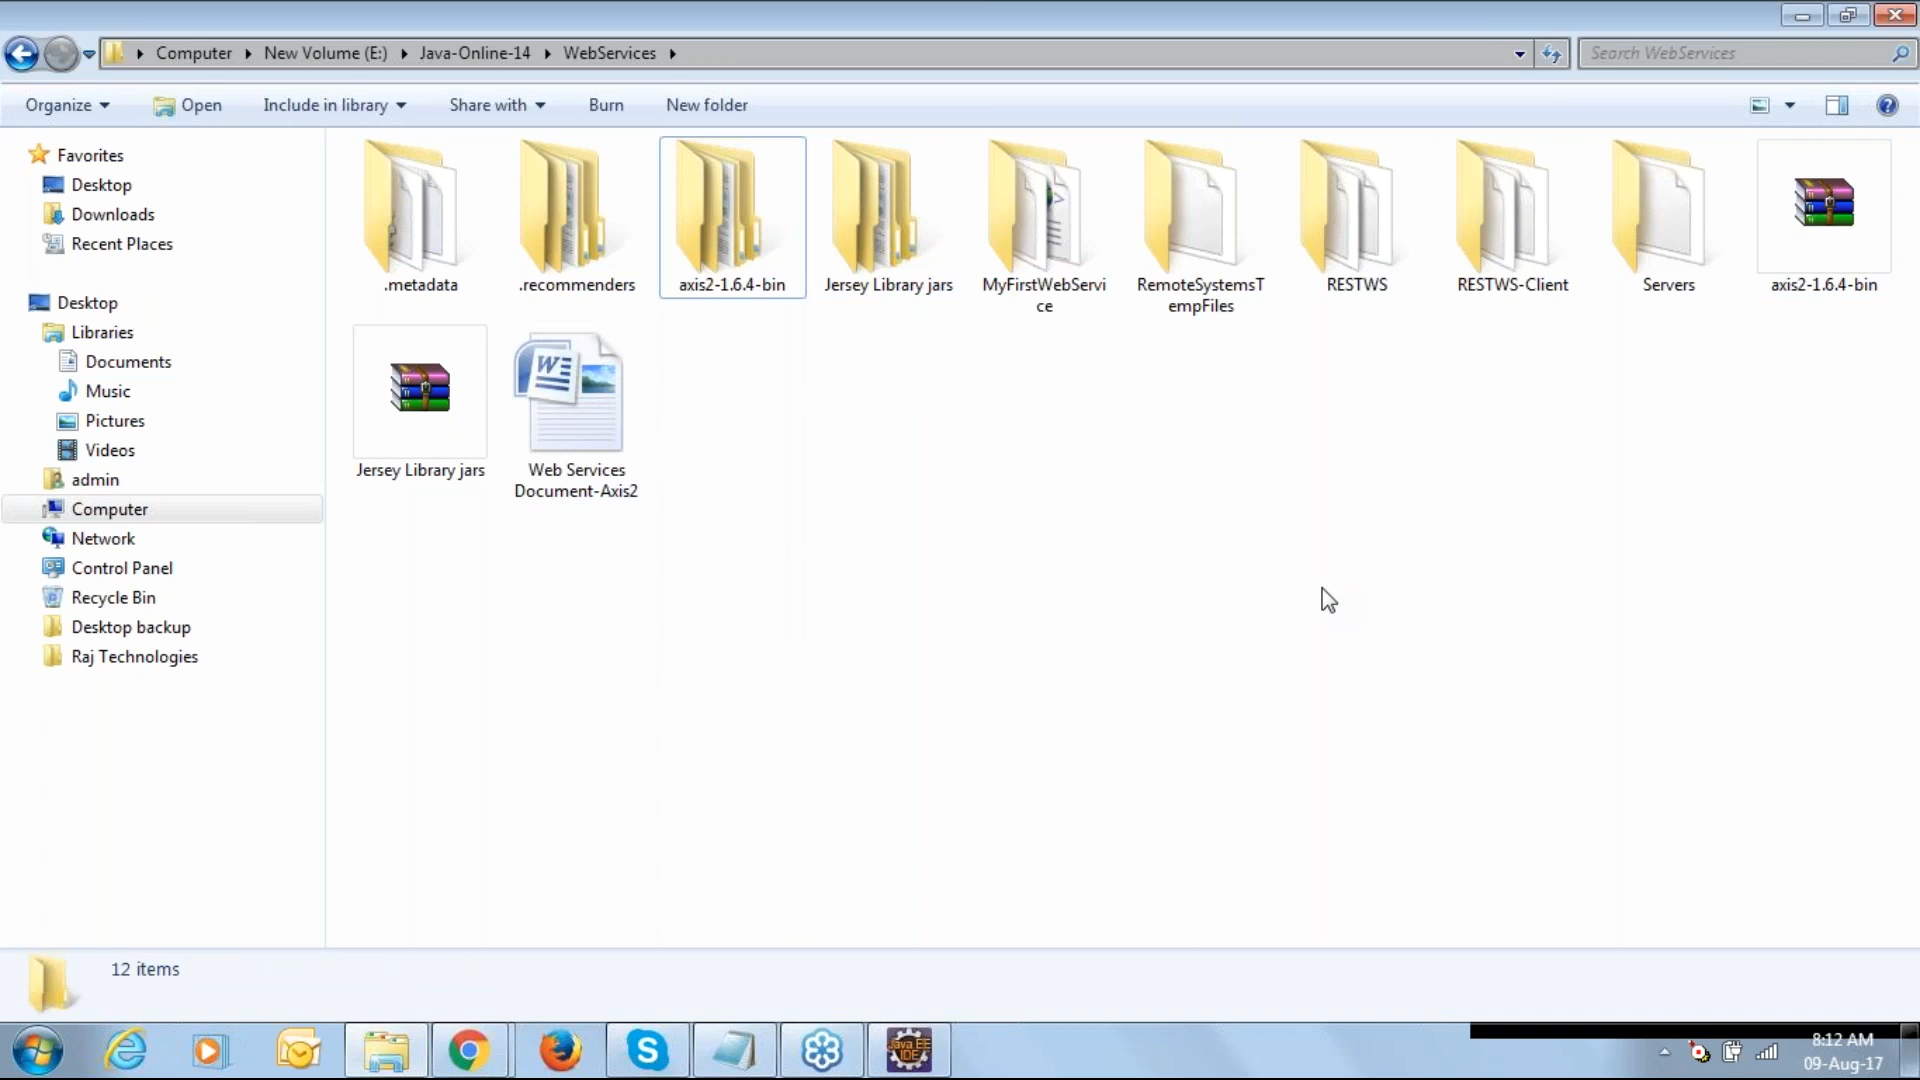 Computer
New Volume (E:)
Java-Online-14
WebServices
Search WebServices
Organize
Open
Include in library
Share with
Burn
New folder
Favorites
Desktop
Downloads
Recent Places
Desktop
Libraries
Documents
Music
Pictures
Videos
admin
Computer
Network
Control Panel
Recycle Bin
Desktop backup
Raj Technologies
.metadata
.recommenders
axis2-1.6.4-bin
Jersey Library jars
MyFirstWebServi
ce
RemoteSystemsT
empFiles
RESTWS
RESTWS-Client
Servers
axis2-1.6.4-bin
Jersey Library jars
Web Services
Document-Axis2
12 items
Java EE
IDE
8:12 AM
09-Aug-17